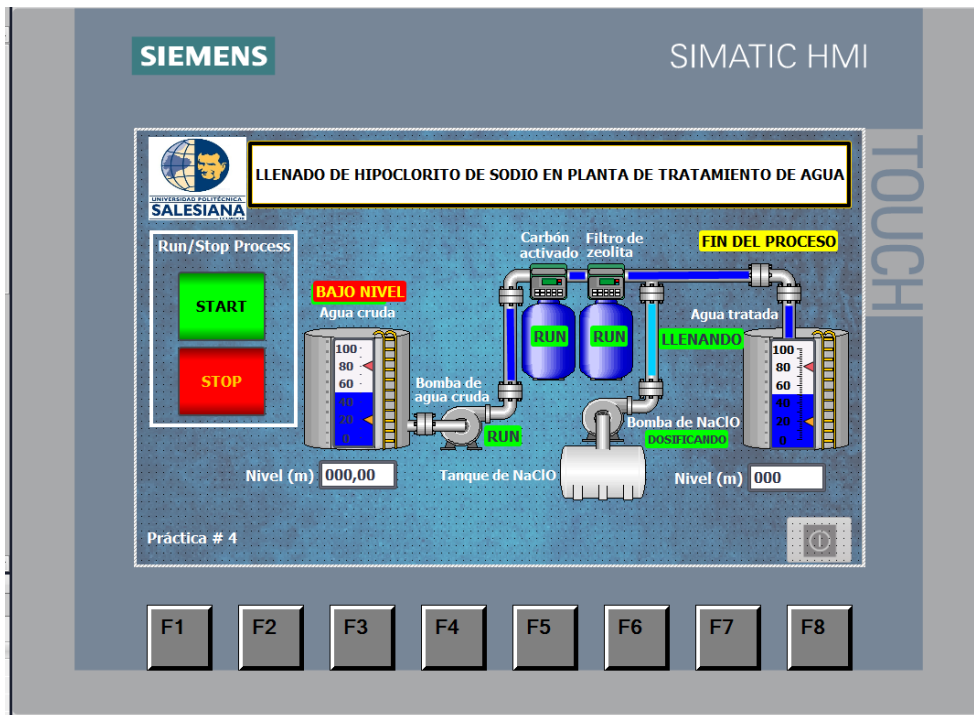 SIEMENS
SIMATIC HMI
TOUCH
UNIVERSIDAD POLITÉCNICA
SALESIANA
ECUADOR
LLENADO DE HIPOCLORITO DE SODIO EN PLANTA DE TRATAMIENTO DE AGUA
Run/Stop Process
START
STOP
BAJO NIVEL
Agua cruda
100
80
60
40
20
0
Nivel (m) 000,00
Bomba de
agua cruda
RUN
Carbón
activado
RUN
Filtro de
zeolita
RUN
LLENANDO
Bomba de NaClO
DOSIFICANDO
Tanque de NaClO
FIN DEL PROCESO
Agua tratada
100
80
60
40
20
0
Nivel (m) 000
Práctica # 4
F1
F2
F3
F4
F5
F6
F7
F8